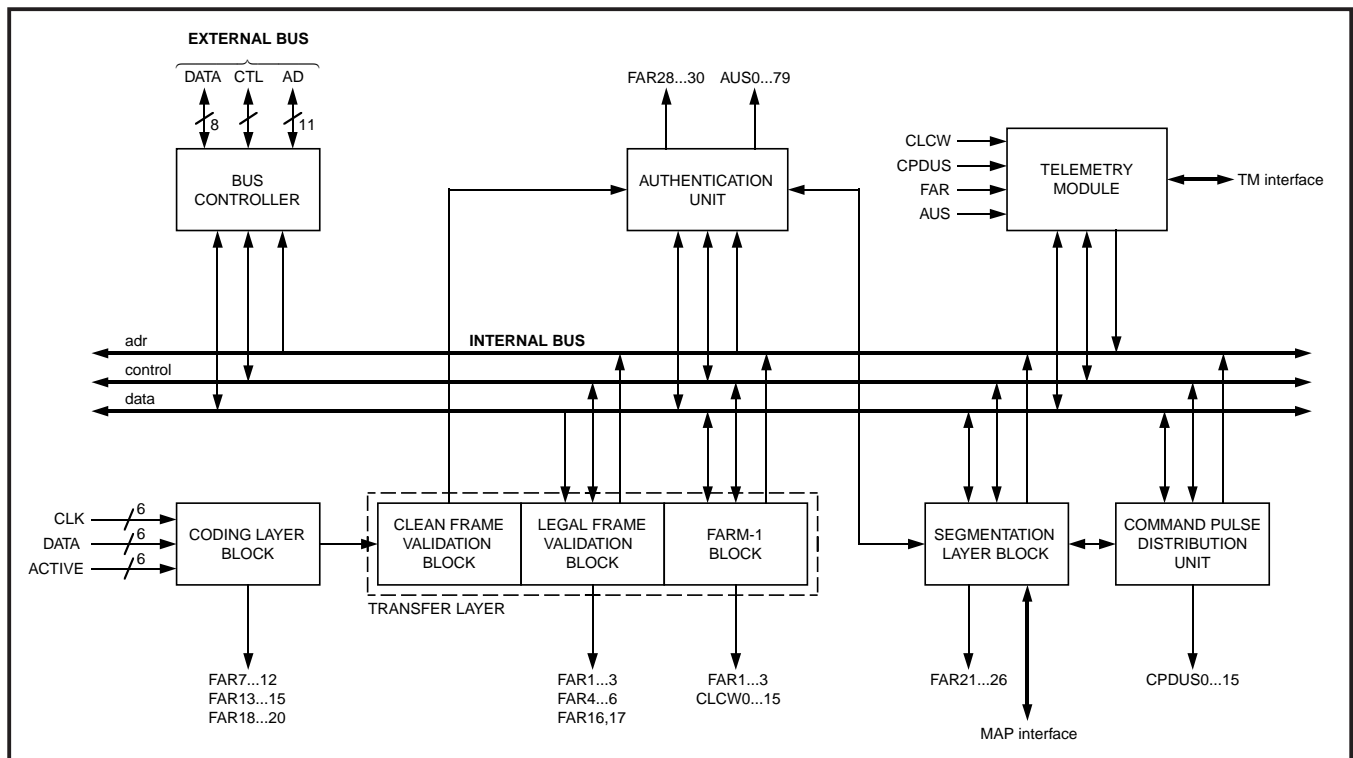 EXTERNAL BUS
DATA CTL AD
8 11
BUS
CONTROLLER
FAR28...30 AUS0...79
AUTHENTICATION
UNIT
CLCW
CPDUS
FAR
AUS
TELEMETRY
MODULE
TM interface
adr
INTERNAL BUS
control
data
CLK 6
DATA 6
ACTIVE 6
CODING LAYER
BLOCK
CLEAN FRAME
VALIDATION
BLOCK
LEGAL FRAME
VALIDATION
BLOCK
FARM-1
BLOCK
TRANSFER LAYER
SEGMENTATION
LAYER BLOCK
COMMAND PULSE
DISTRIBUTION
UNIT
FAR7...12
FAR13...15
FAR18...20
FAR1...3
FAR4...6
FAR16,17
FAR1...3
CLCW0...15
FAR21...26
MAP interface
CPDUS0...15